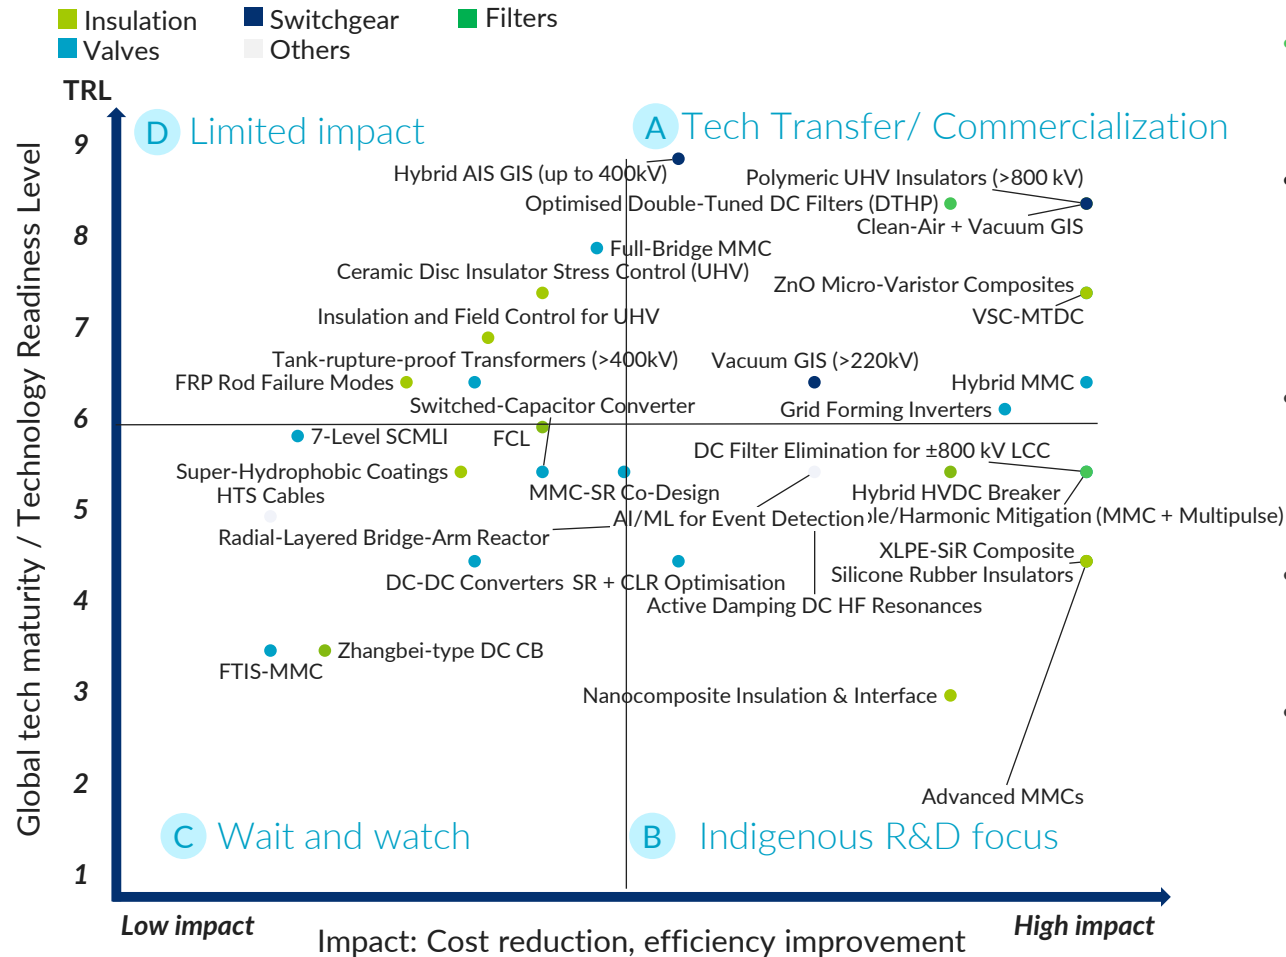 Insulation
Switchgear
Filters
Valves
Others
TRL
D Limited impact
A Tech Transfer/ Commercialization
9
Hybrid AIS GIS (up to 400kV)
Polymeric UHV Insulators (>800 kV)
Optimised Double-Tuned DC Filters (DTHP)
Clean-Air + Vacuum GIS
8
Full-Bridge MMC
Ceramic Disc Insulator Stress Control (UHV)
ZnO Micro-Varistor Composites
Insulation and Field Control for UHV
VSC-MTDC
7
Tank-rupture-proof Transformers (>400kV)
Vacuum GIS (>220kV)
FRP Rod Failure Modes
Hybrid MMC
Switched-Capacitor Converter
Grid Forming Inverters
6
7-Level SCMLI
FCL
DC Filter Elimination for ±800 kV LCC
Super-Hydrophobic Coatings
HTS Cables
MMC-SR Co-Design
Hybrid HVDC Breaker
5
AI/ML for Event Detection
le/Harmonic Mitigation (MMC + Multipulse)
Radial-Layered Bridge-Arm Reactor
XLPE-SiR Composite
DC-DC Converters
SR + CLR Optimisation
Silicone Rubber Insulators
4
Active Damping DC HF Resonances
Zhangbei-type DC CB
FTIS-MMC
3
Nanocomposite Insulation & Interface
2
Advanced MMCs
C Wait and watch
B Indigenous R&D focus
1
Low impact
High impact
Impact: Cost reduction, efficiency improvement
Global tech maturity / Technology Readiness Level